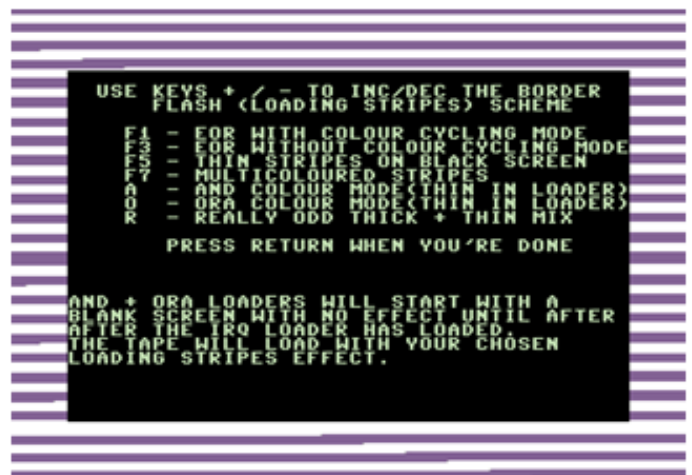 USE KEYS + / - TO INC/DEC THE BORDER
FLASH (LOADING STRIPES) SCHEME
F1 - EOR WITH COLOUR CYCLING MODE
F3 - EOR WITHOUT COLOUR CYCLING MODE
F5 - THIN STRIPES ON BLACK SCREEN
F7 - MULTICOLOURED STRIPES
A - AND COLOUR MODE(THIN IN LOADER)
O - ORA COLOUR MODE(THIN IN LOADER)
R - REALLY ODD THICK + THIN MIX
PRESS RETURN WHEN YOU'RE DONE
AND + ORA LOADERS WILL START WITH A
BLANK SCREEN WITH NO EFFECT UNTIL AFTER
AFTER THE IRQ LOADER HAS LOADED.
THE TAPE WILL LOAD WITH YOUR CHOSEN
LOADING STRIPES EFFECT.